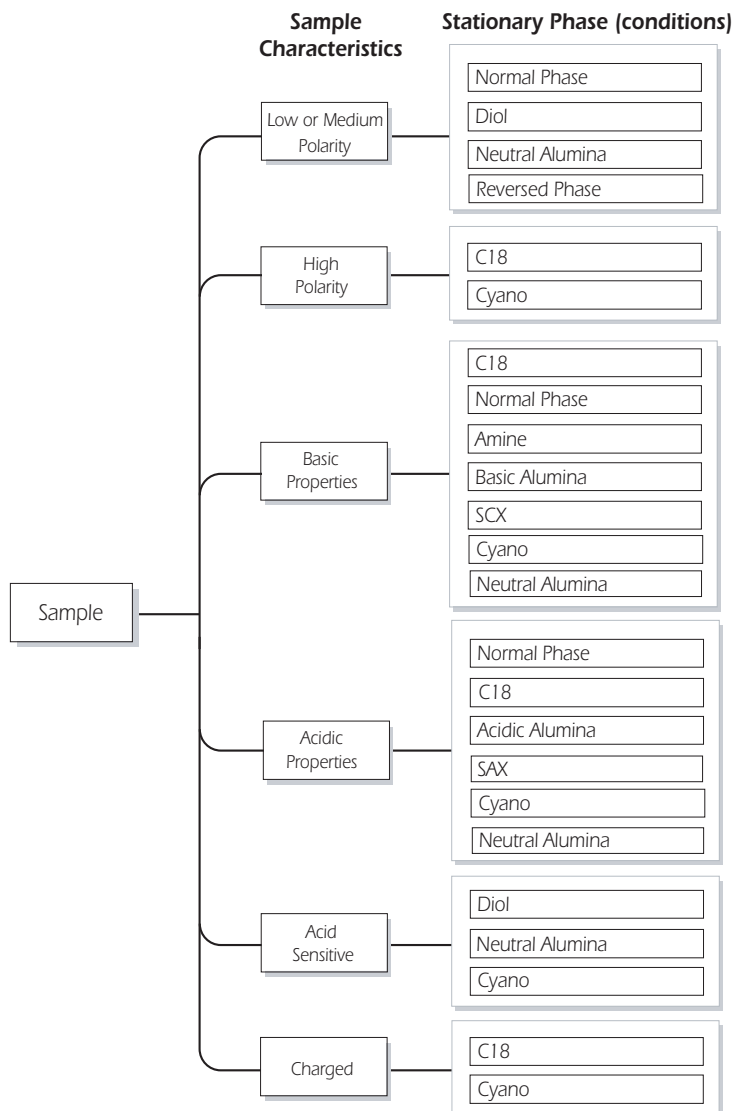 Sample
Characteristics
Stationary Phase (conditions)
Low or Medium
Polarity
Normal Phase
Diol
Neutral Alumina
Reversed Phase
High
Polarity
C18
Cyano
Basic
Properties
C18
Normal Phase
Amine
Basic Alumina
SCX
Cyano
Neutral Alumina
Sample
Acidic
Properties
Normal Phase
C18
Acidic Alumina
SAX
Cyano
Neutral Alumina
Acid
Sensitive
Diol
Neutral Alumina
Cyano
Charged
C18
Cyano